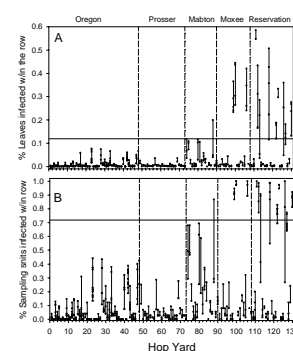 Oregon Prosser Mabton Moxee Reservation
A
% Leaves infected w/in the row
0.6
0.5
0.4
0.3
0.2
0.1
0.0
B
% Sampling snits infected w/in row
1.0
0.9
0.8
0.7
0.6
0.5
0.4
0.3
0.2
0.1
0.0
0 10 20 30 40 50 60 70 80 90 100 110 120 13
Hop Yard